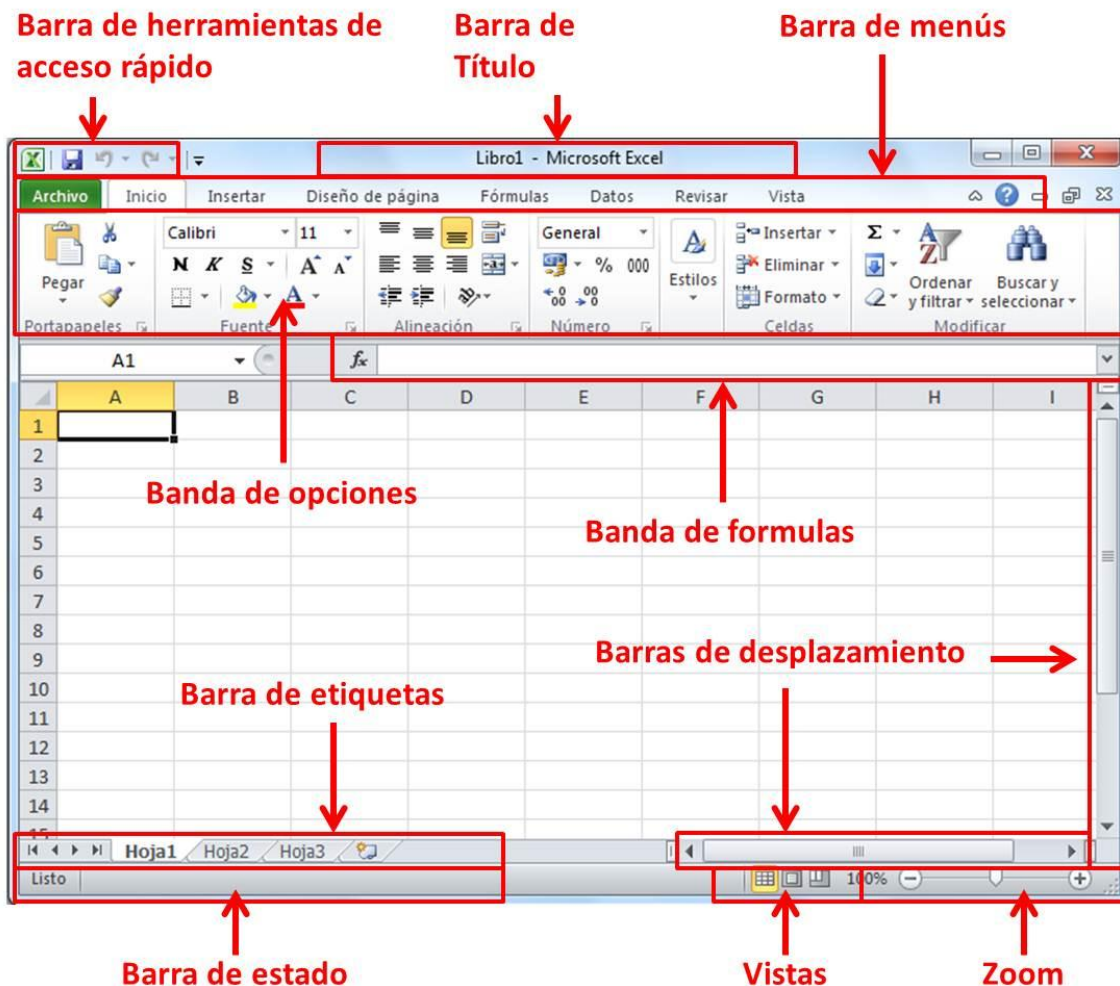 Barra de herramientas de
acceso rápido
Barra de
Título
Barra de menús
Libro1 - Microsoft Excel
Archivo Inicio Insertar Diseño de página Fórmulas Datos Revisar Vista
Calibri 11 General Insertar Σ
Pegar N K S A A % 000 Estilos Eliminar Ordenar y filtrar Buscar y seleccionar
A Formato
Portapapeles Fuente Alineación Número Celdas Modificar
A1 fx
A B C D E F G H I
1
2
3
Banda de opciones
4
Banda de formulas
5
6
7
8
9
Barras de desplazamiento
10
Barra de etiquetas
11
12
13
14
15
Hoja1 Hoja2 Hoja3
Listo 100%
Barra de estado
Vistas
Zoom